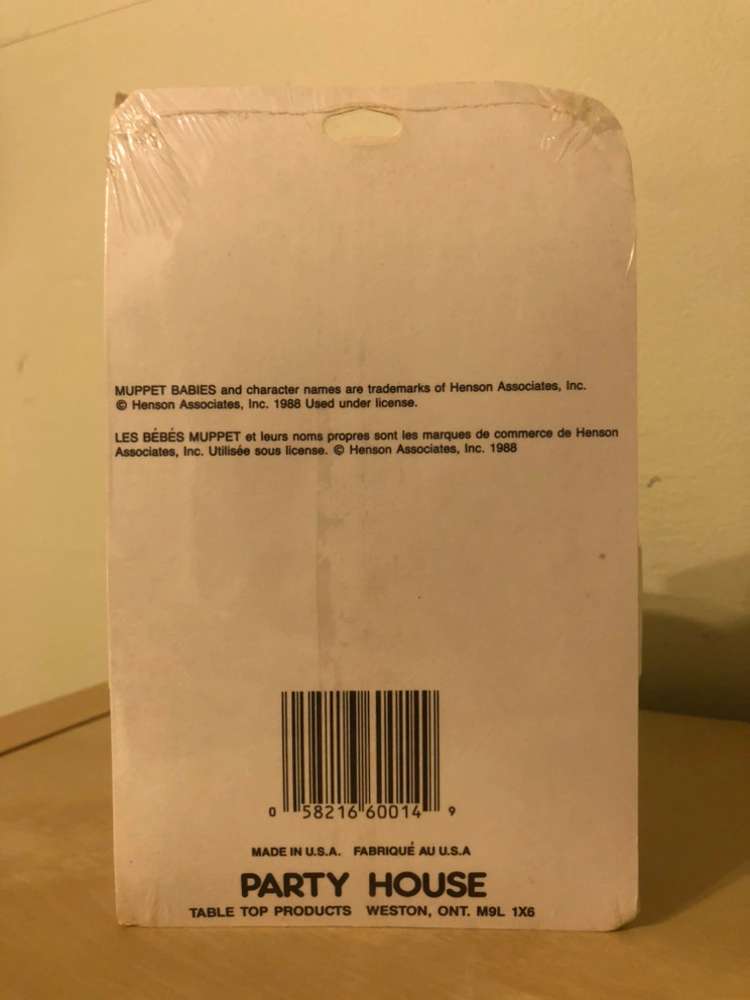 MUPPET BABIES and character names are trademarks of Henson Associates, Inc.
© Henson Associates, Inc. 1988 Used under license.
LES BÉBÉS MUPPET et leurs noms propres sont les marques de commerce de Henson
Associates, Inc. Utilisée sous license. © Henson Associates, Inc. 1988
0 58216 60014 9
MADE IN U.S.A. FABRIQUÉ AU U.S.A
PARTY HOUSE
TABLE TOP PRODUCTS WESTON, ONT. M9L 1X6